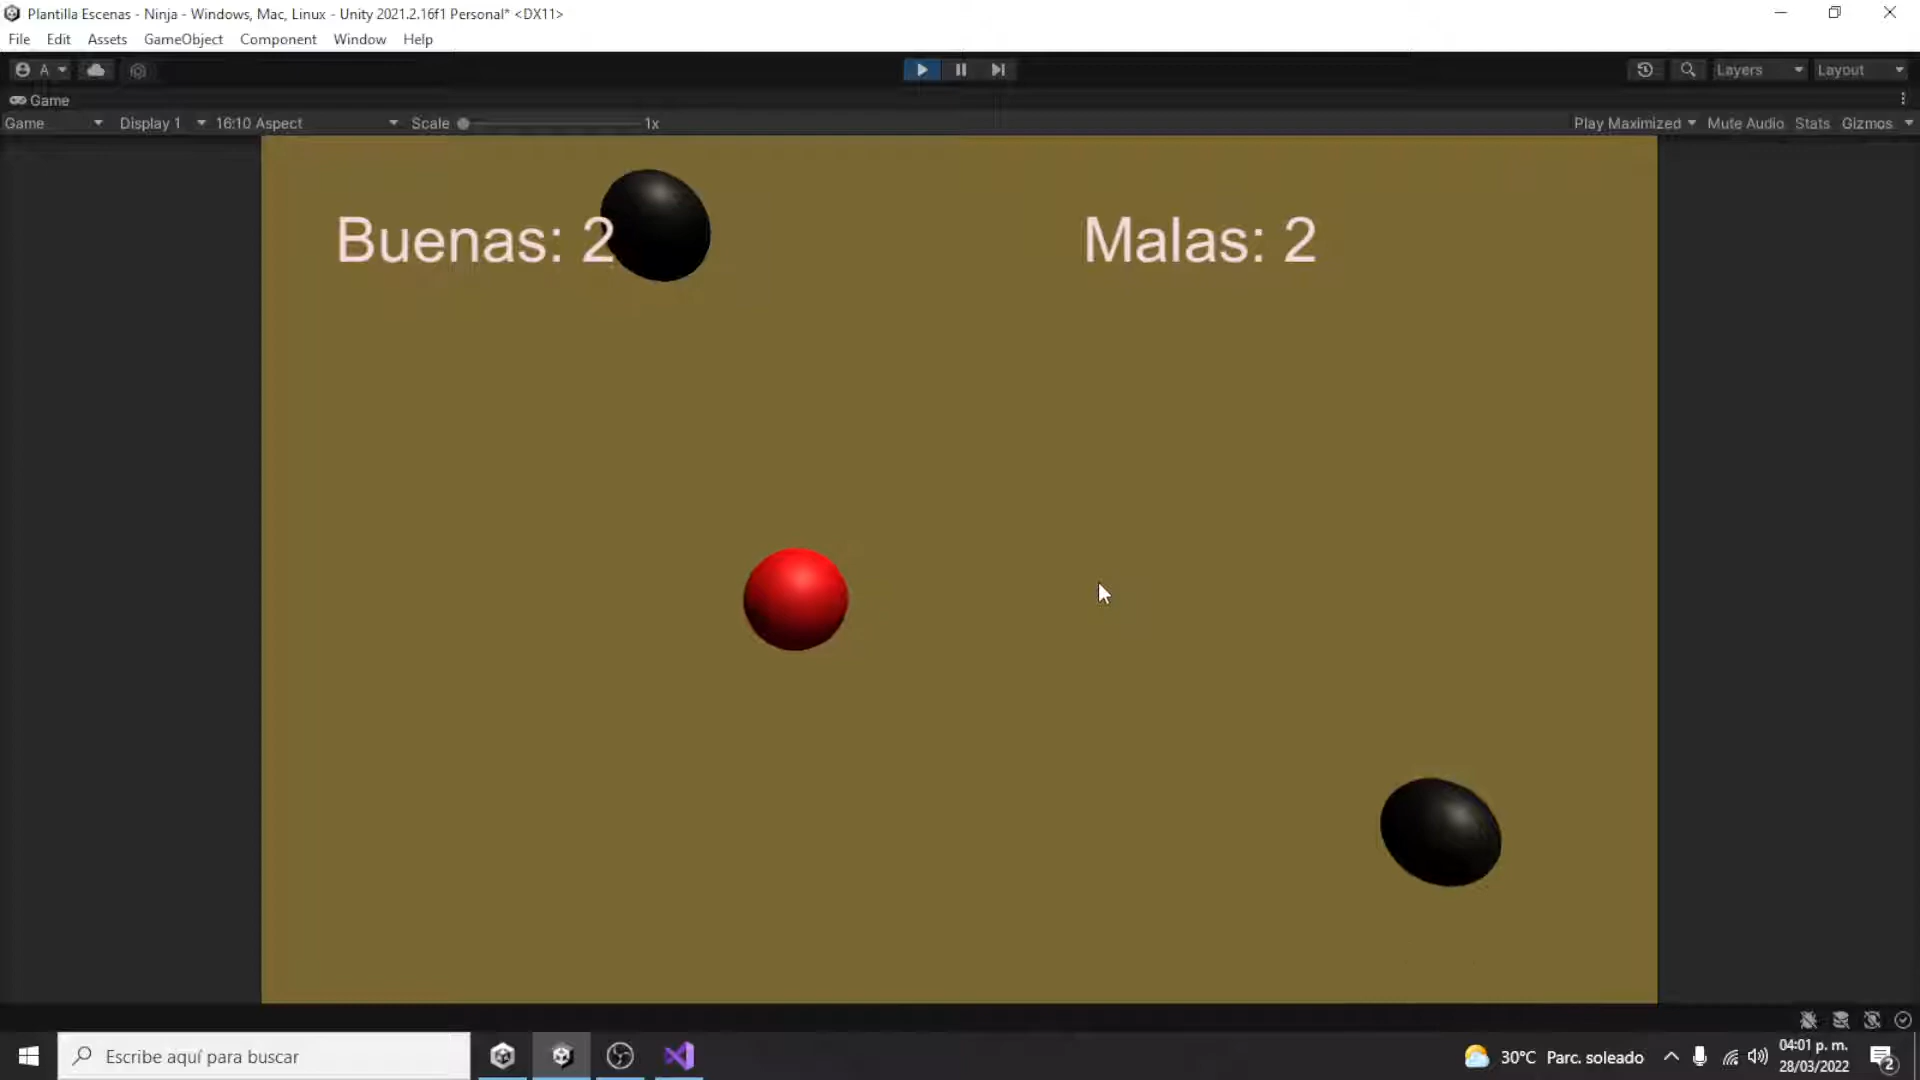 Plantilla Escenas - Ninja - Windows, Mac, Linux - Unity 2021.2.16f1 Personal* <DX11>
File Edit Assets GameObject Component Window Help
A Layers Layout
Game
Game Display 1 16:10 Aspect Scale 1x Play Maximized Mute Audio Stats Gizmos
Buenas: 2 Malas: 2
Escribe aquí para buscar 30°C Parc. soleado 04:01 p. m.
28/03/2022 2